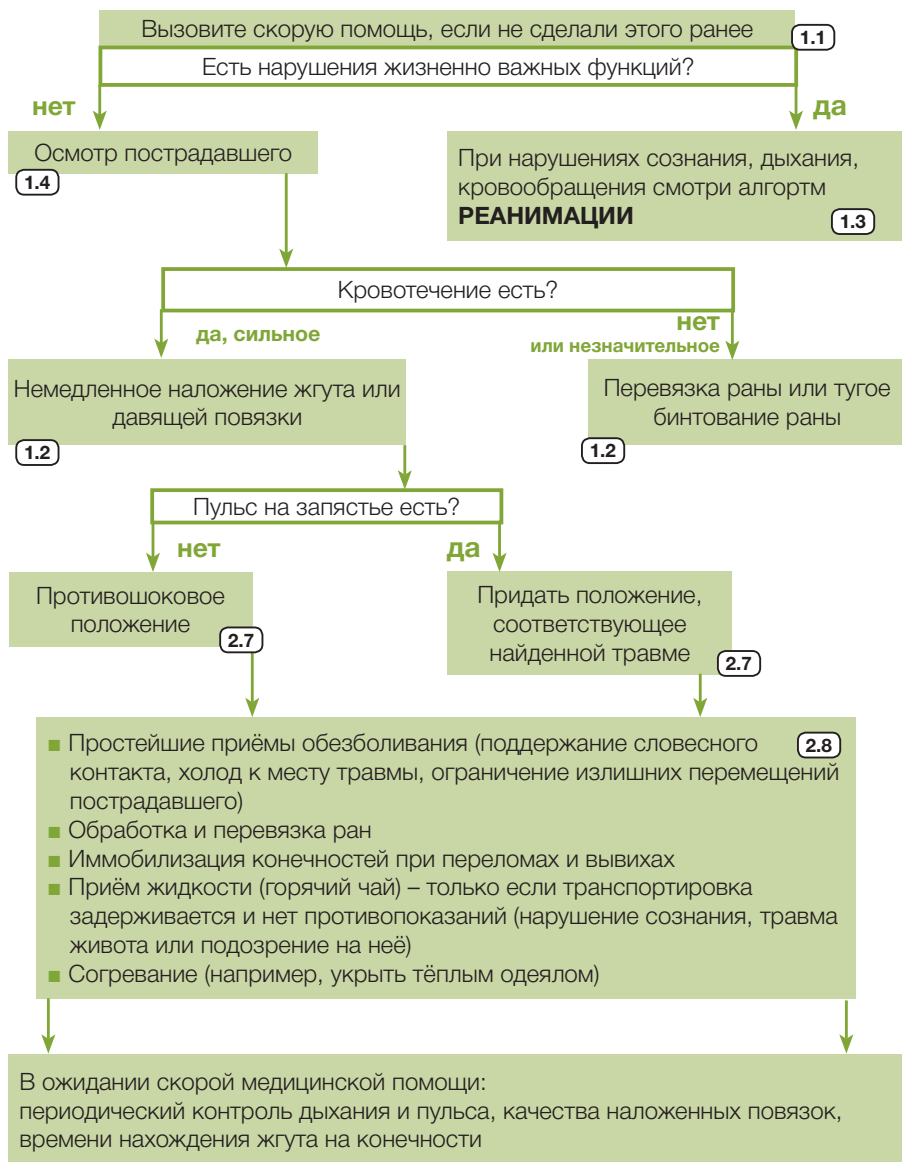 Вызовите скорую помощь, если не сделали этого ранее
1.1
Есть нарушения жизненно важных функций?
нет
да
Осмотр пострадавшего
1.4
При нарушениях сознания, дыхания,
кровообращения смотри алгортм
РЕАНИМАЦИИ
1.3
Кровотечение есть?
да, сильное
нет
или незначительное
Немедленное наложение жгута или
давящей повязки
1.2
Перевязка раны или тугое
бинтование раны
1.2
Пульс на запястье есть?
нет
да
Противошоковое
положение
2.7
Придать положение,
соответствующее
найденной травме
2.7
■ Простейшие приёмы обезболивания (поддержание словесного
2.8
контакта, холод к месту травмы, ограничение излишних перемещений
пострадавшего)
■ Обработка и перевязка ран
■ Иммобилизация конечностей при переломах и вывихах
■ Приём жидкости (горячий чай) – только если транспортировка
задерживается и нет противопоказаний (нарушение сознания, травма
живота или подозрение на неё)
■ Согревание (например, укрыть тёплым одеялом)
В ожидании скорой медицинской помощи:
периодический контроль дыхания и пульса, качества наложенных повязок,
времени нахождения жгута на конечности